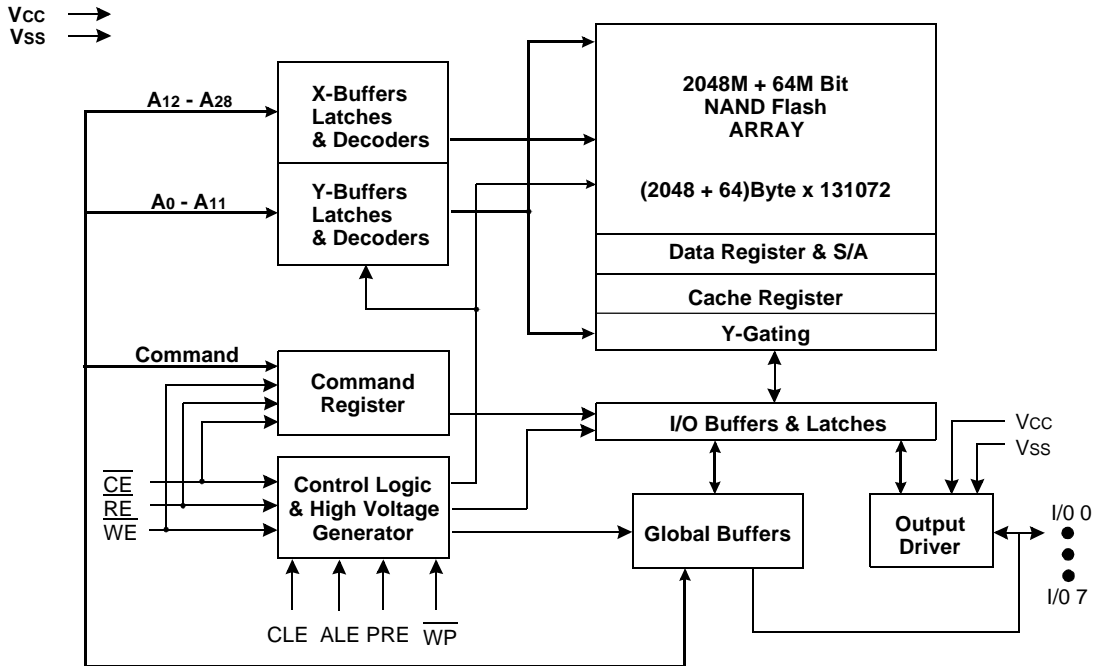 VCC
VSS
A12 - A28
X-Buffers
Latches
& Decoders
2048M + 64M Bit
NAND Flash
ARRAY
(2048 + 64)Byte x 131072
A0 - A11
Y-Buffers
Latches
& Decoders
Data Register & S/A
Cache Register
Y-Gating
Command
Command
Register
I/O Buffers & Latches
VCC
VSS
CE
RE
WE
Control Logic
& High Voltage
Generator
Global Buffers
Output
Driver
I/0 0
I/0 7
CLE ALE PRE WP